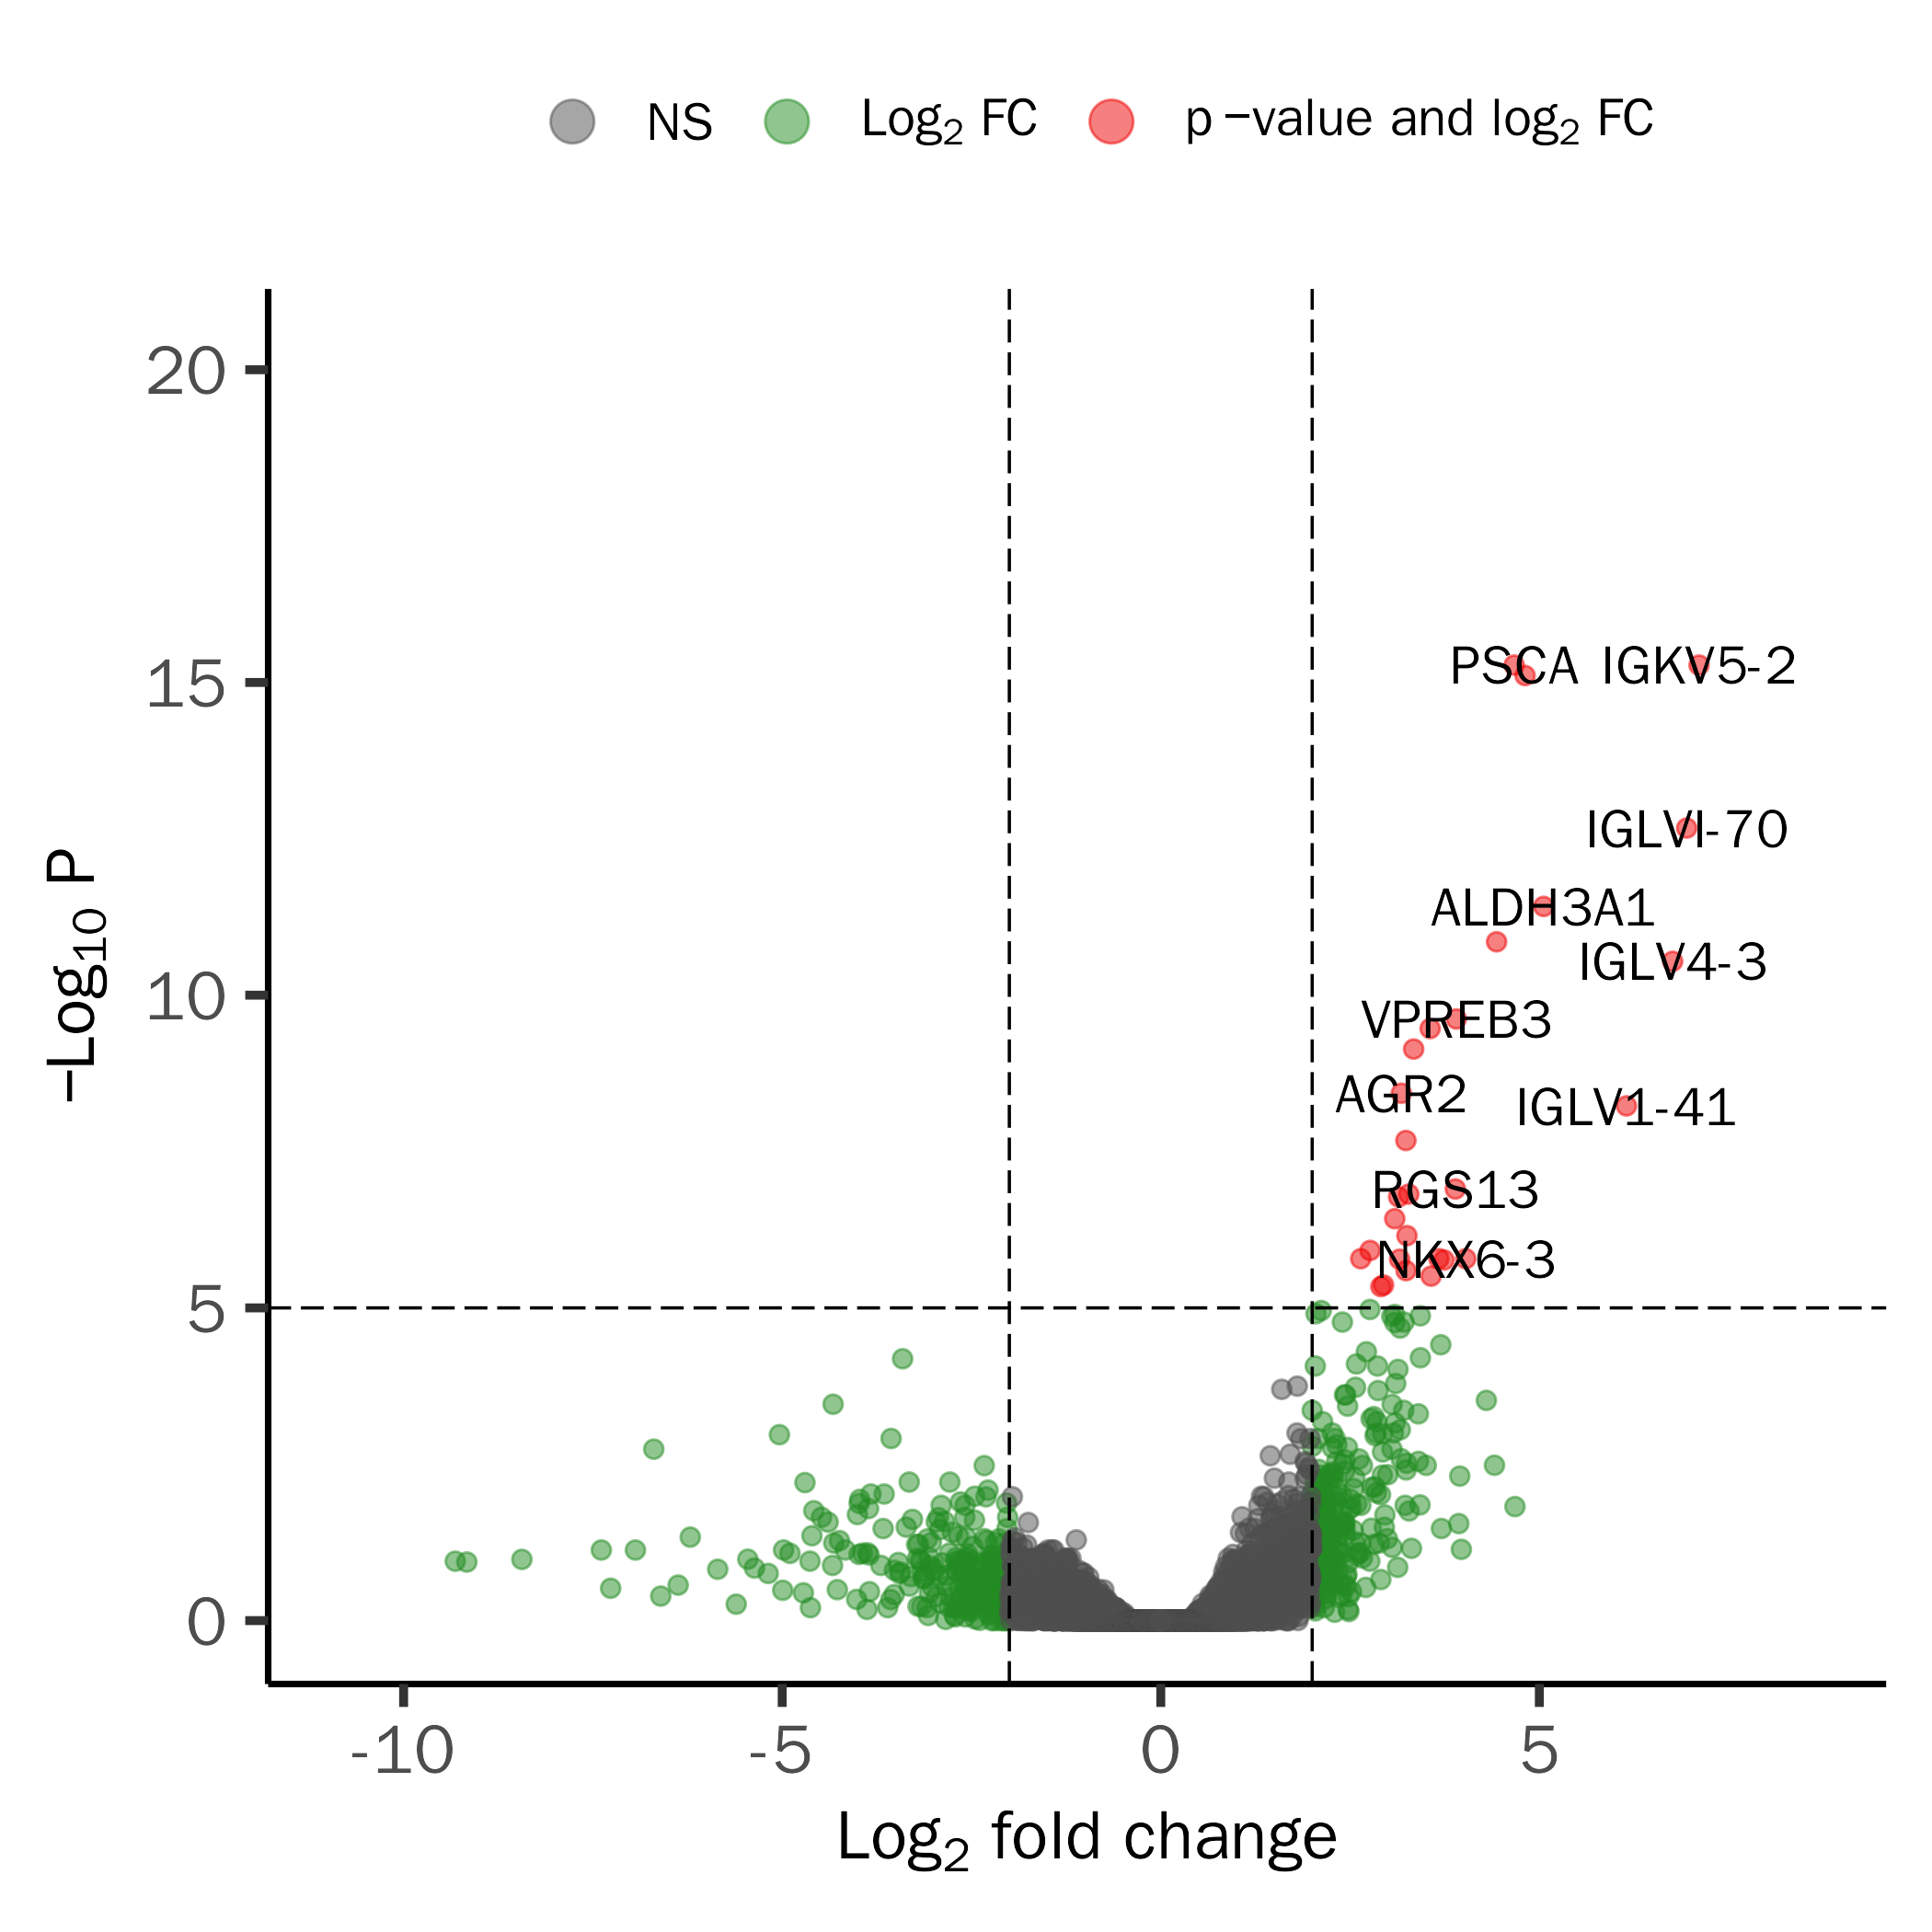 NS Log2 FC p −value and log2 FC
20
15
10
5
0
−Log10 P
PSCA IGKV5-2
IGLVI-70
ALDH3A1
IGLV4-3
VPREB3
AGR2
IGLV1-41
RGS13
NKX6-3
-10 -5 0 5
Log2 fold change